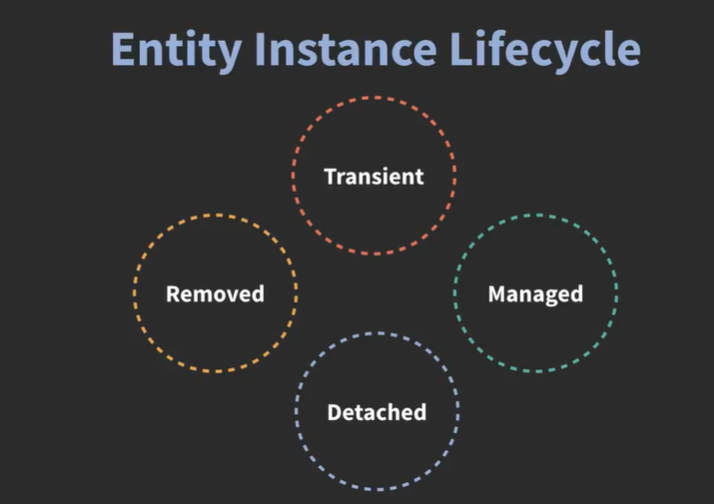 Entity Instance Lifecycle
Transient
Removed
Managed
Detached